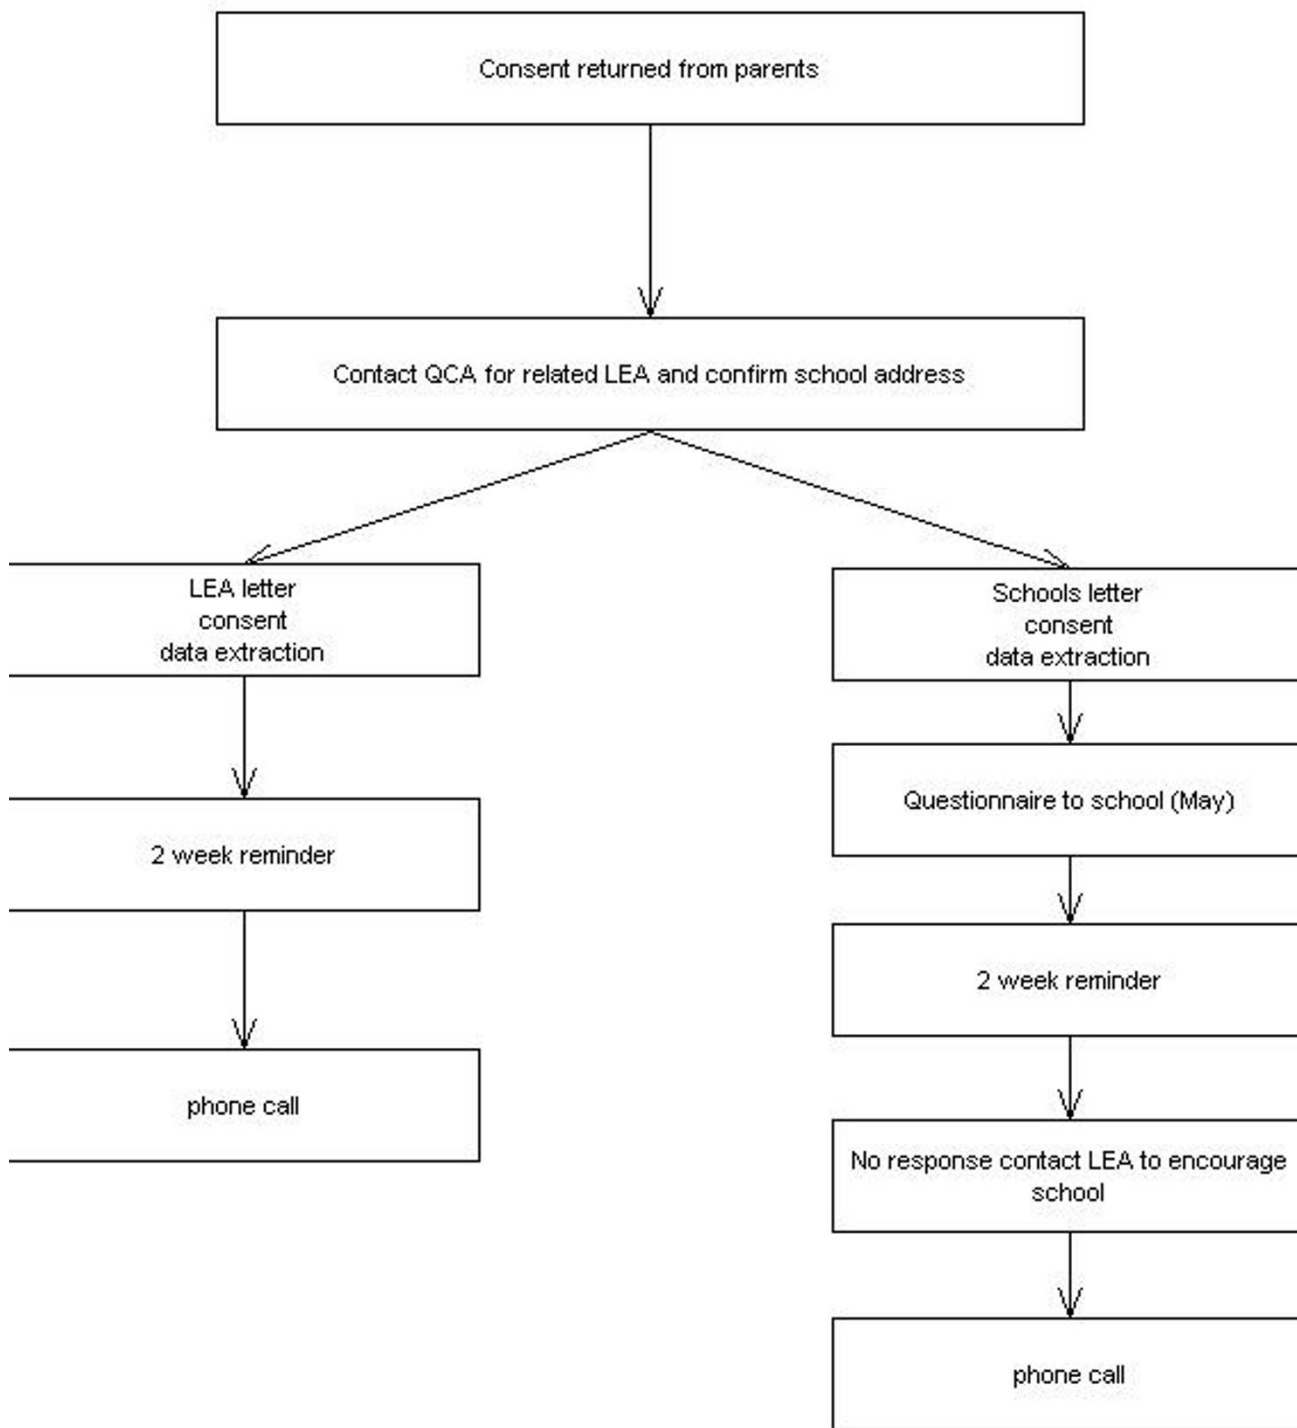 Consent returned from parents
Contact QCA for related LEA and confirm school address
LEA letter
consent
data extraction
2 week reminder
phone call
Schools letter
consent
data extraction
Questionnaire to school (May)
2 week reminder
No response contact LEA to encourage
school
phone call